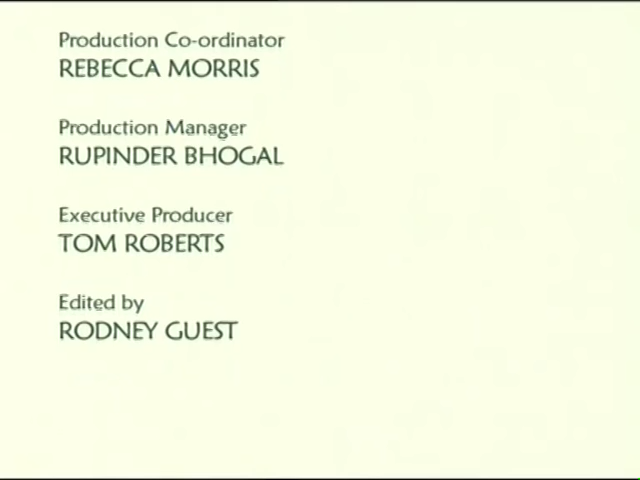 Production Co-ordinator
REBECCA MORRIS
Production Manager
RUPINDER BHOGAL
Executive Producer
TOM ROBERTS
Edited by
RODNEY GUEST